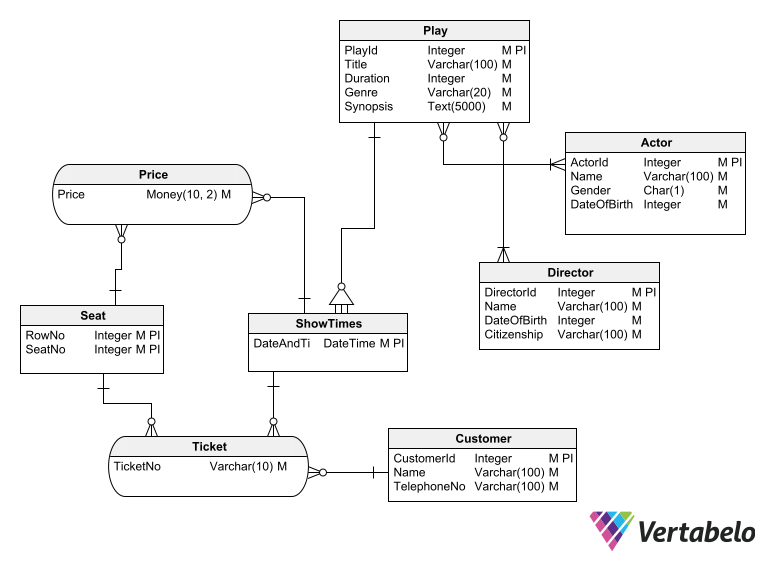 Play
PlayId Integer M PI
Title Varchar(100) M
Duration Integer M
Genre Varchar(20) M
Synopsis Text(5000) M
Actor
ActorId Integer M PI
Name Varchar(100) M
Gender Char(1) M
DateOfBirth Integer M
Price
Price Money(10, 2) M
Director
DirectorId Integer M PI
Name Varchar(100) M
DateOfBirth Integer M
Citizenship Varchar(100) M
Seat
RowNo Integer M PI
SeatNo Integer M PI
ShowTimes
DateAndTi DateTime M PI
Ticket
TicketNo Varchar(10) M
Customer
CustomerId Integer M PI
Name Varchar(100) M
TelephoneNo Varchar(100) M
Vertabelo